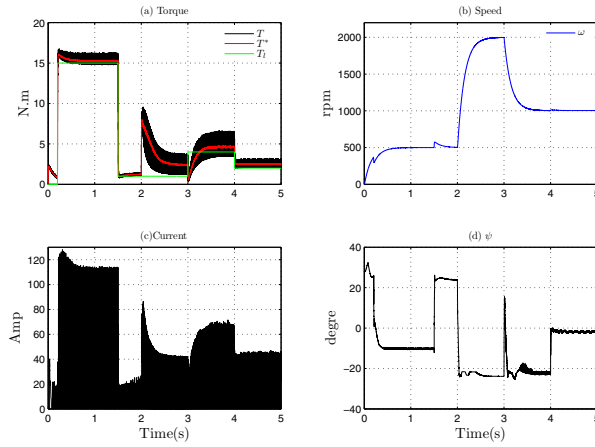 (a) Torque
N.m
20
15
10
5
0
0 1 2 3 4 5
T
T*
T_l
(b) Speed
rpm
2000
1500
1000
500
0
0 1 2 3 4 5
ω
(c)Current
Amp
120
100
80
60
40
20
0
0 1 2 3 4 5
Time(s)
(d) ψ
degre
40
20
0
−20
−40
0 1 2 3 4 5
Time(s)